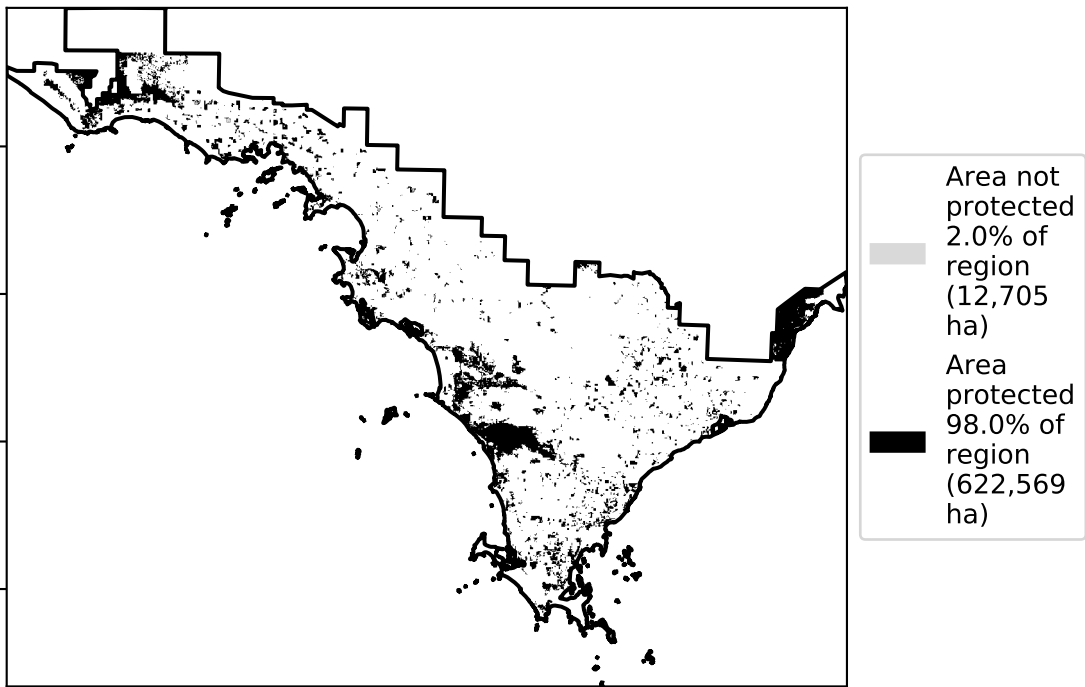 Area not
protected
2.0% of
region
(12,705
ha)
Area
protected
98.0% of
region
(622,569
ha)